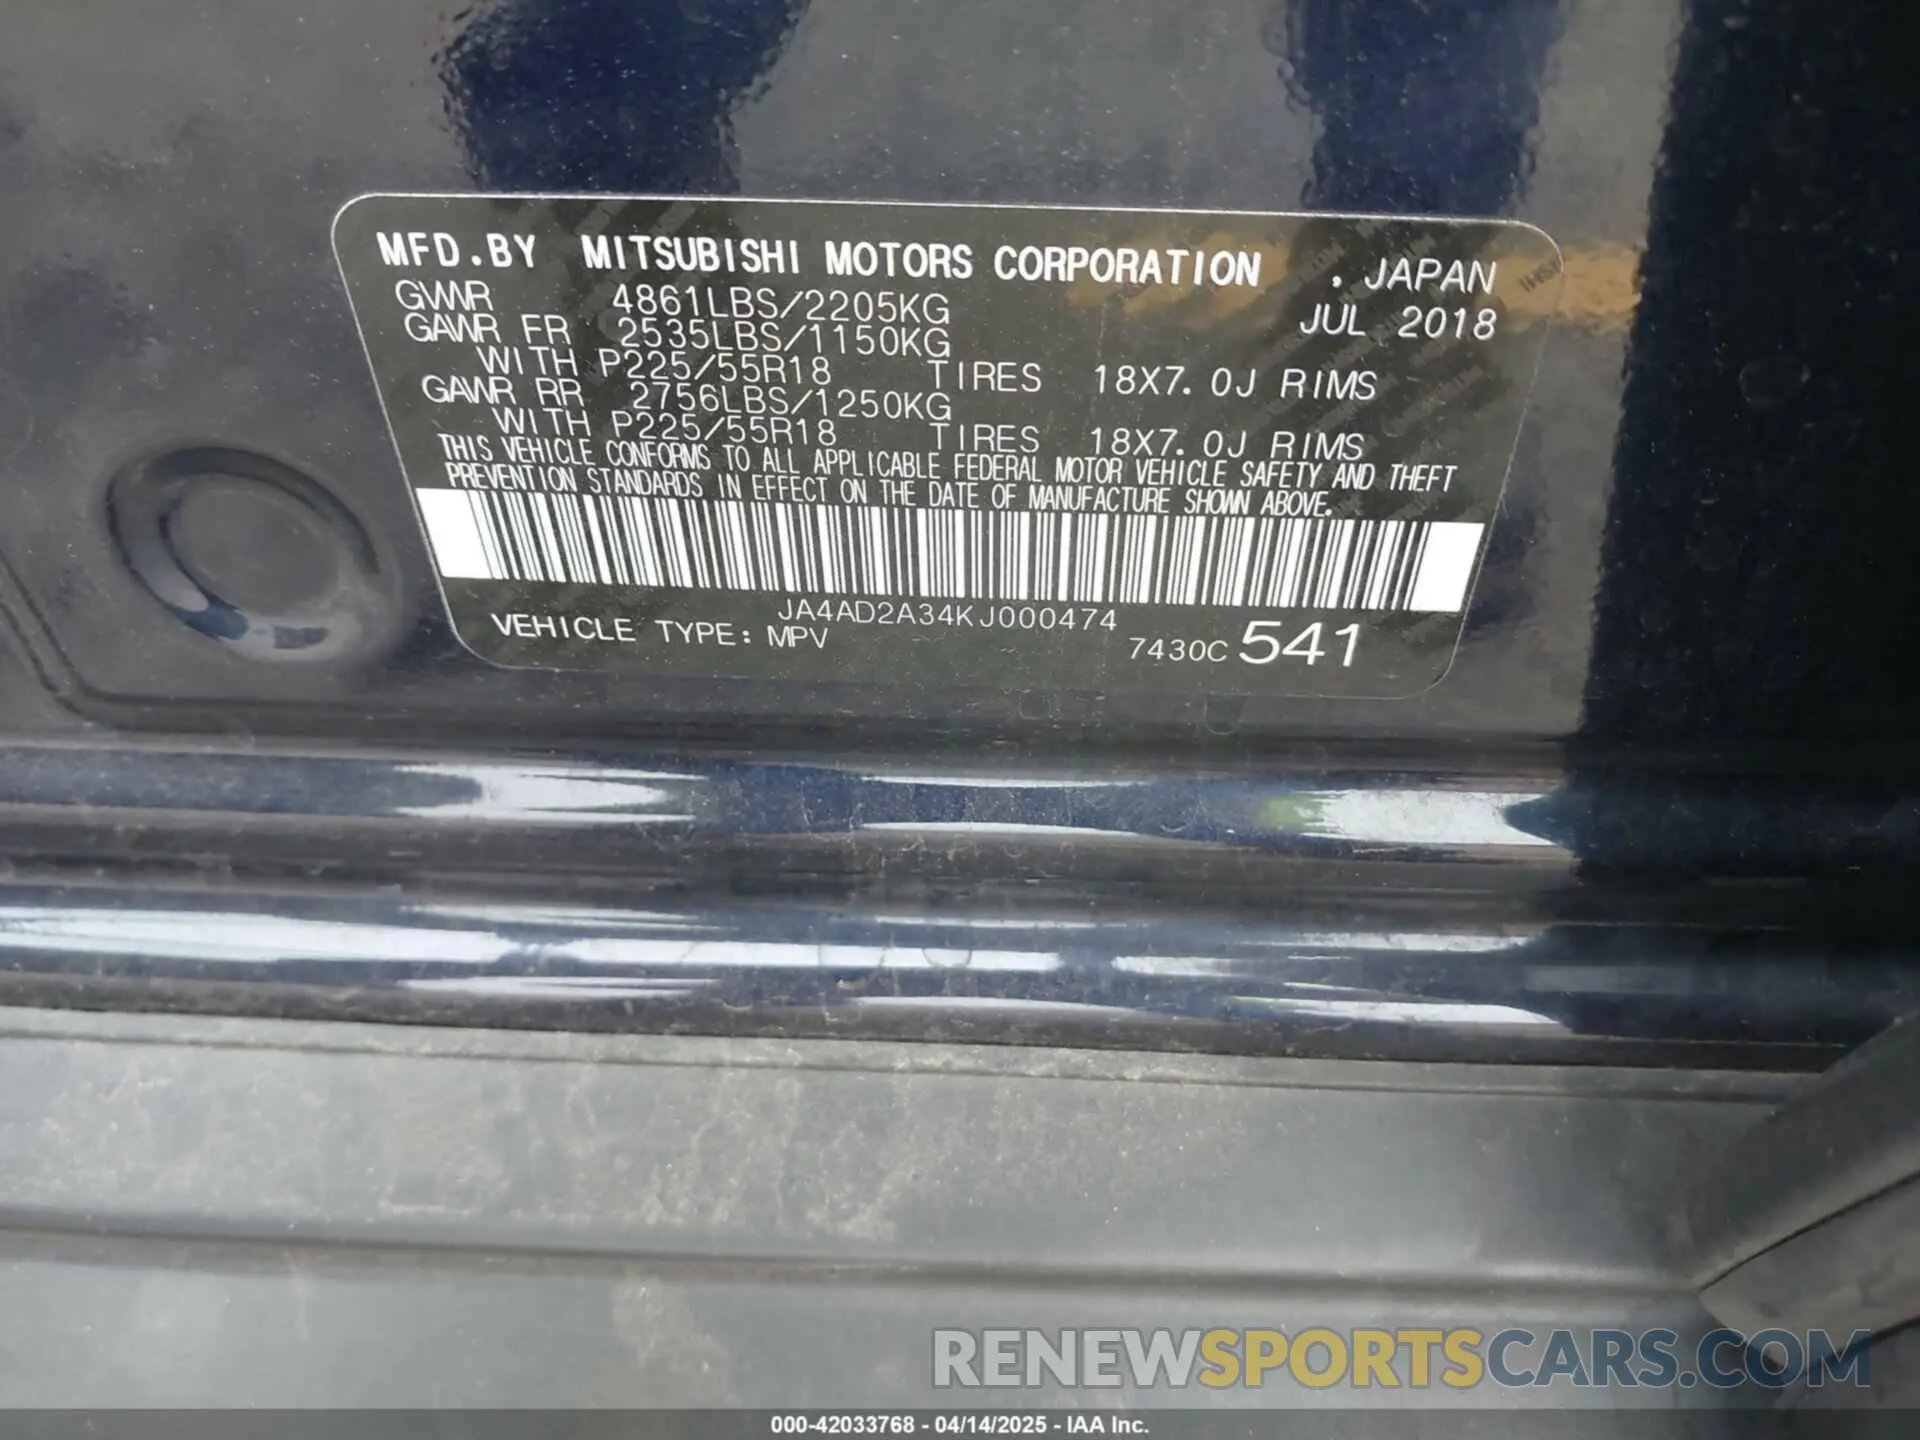 MFD.BY MITSUBISHI MOTORS CORPORATION , JAPAN
GVWR 4861LBS/2205KG JUL 2018
GAWR FR 2535LBS/1150KG
WITH P225/55R18 TIRES 18X7.0J RIMS
GAWR RR 2756LBS/1250KG
WITH P225/55R18 TIRES 18X7.0J RIMS
THIS VEHICLE CONFORMS TO ALL APPLICABLE FEDERAL MOTOR VEHICLE SAFETY AND THEFT
PREVENTION STANDARDS IN EFFECT ON THE DATE OF MANUFACTURE SHOWN ABOVE.
JA4AD2A34KJ000474
VEHICLE TYPE: MPV 7430C 541
RENEWSPORTSCARS.COM
000-42033768 - 04/14/2025 - IAA Inc.